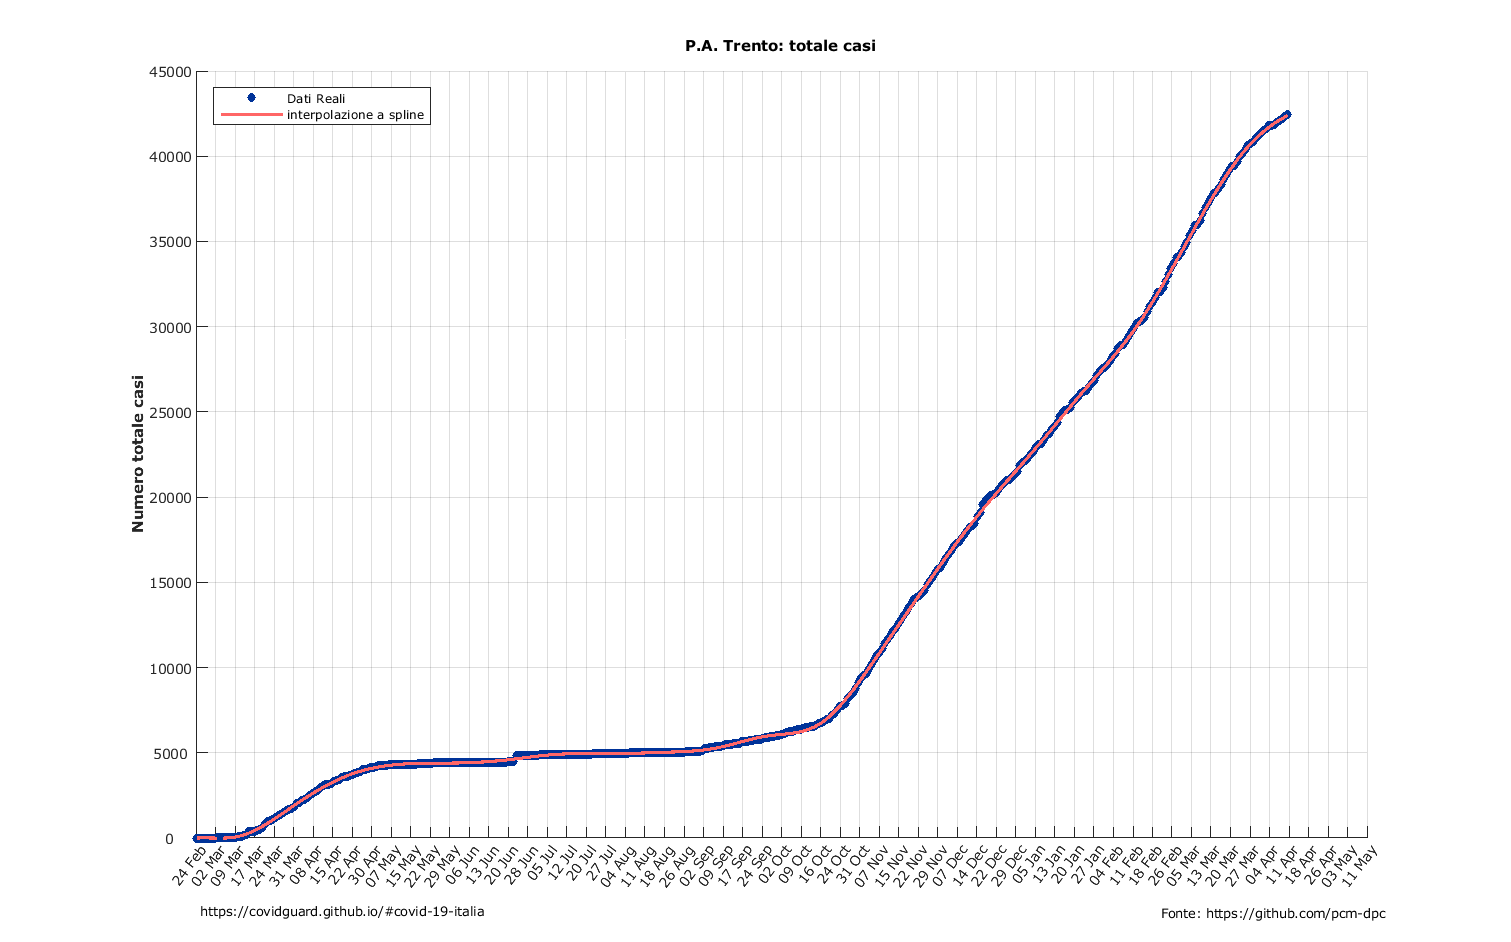 P.A. Trento: totale casi
Dati Reali
interpolazione a spline
Numero totale casi
45000
40000
35000
30000
25000
20000
15000
10000
5000
0
24 Feb
02 Mar
09 Mar
17 Mar
24 Mar
31 Mar
08 Apr
15 Apr
22 Apr
30 Apr
07 May
15 May
22 May
29 May
06 Jun
13 Jun
20 Jun
28 Jun
05 Jul
12 Jul
20 Jul
27 Jul
04 Aug
11 Aug
18 Aug
26 Aug
02 Sep
09 Sep
17 Sep
24 Sep
02 Oct
09 Oct
16 Oct
24 Oct
31 Oct
07 Nov
15 Nov
22 Nov
29 Nov
07 Dec
14 Dec
22 Dec
29 Dec
05 Jan
13 Jan
20 Jan
27 Jan
04 Feb
11 Feb
18 Feb
26 Feb
05 Mar
13 Mar
20 Mar
27 Mar
04 Apr
11 Apr
18 Apr
26 Apr
03 May
11 May
https://covidguard.github.io/#covid-19-italia
Fonte: https://github.com/pcm-dpc